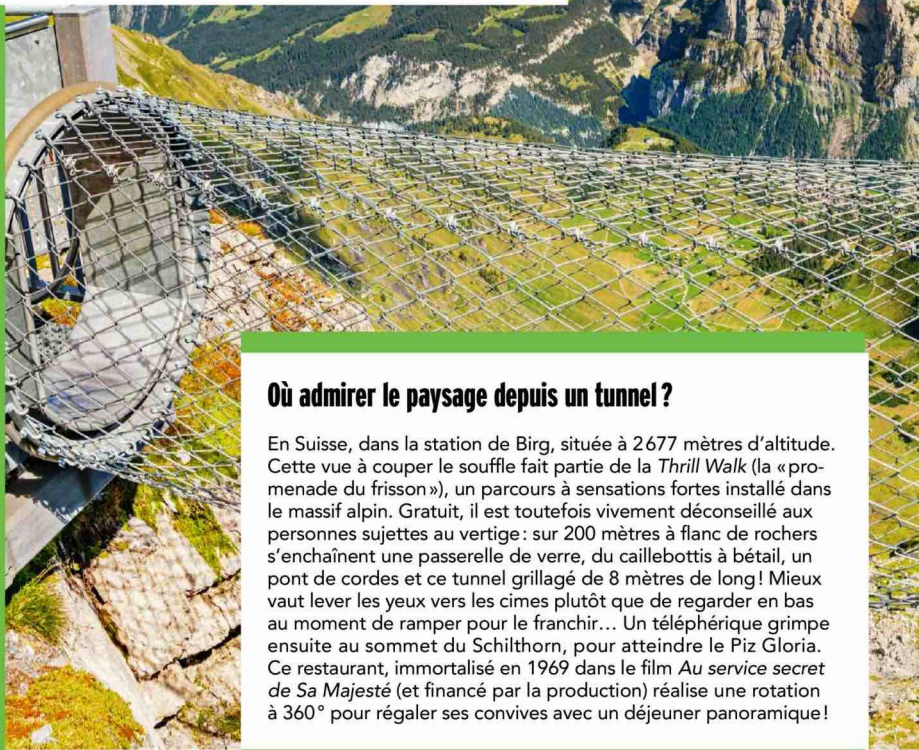 Où admirer le paysage depuis un tunnel ?
En Suisse, dans la station de Birg, située à 2 677 mètres d’altitude.
Cette vue à couper le souffle fait partie de la Thrill Walk (la « pro-
menade du frisson »), un parcours à sensations fortes installé dans
le massif alpin. Gratuit, il est toutefois vivement déconseillé aux
personnes sujettes au vertige : sur 200 mètres à flanc de rochers
s’enchaînent une passerelle de verre, du caillebottis à bétail, un
pont de cordes et ce tunnel grillagé de 8 mètres de long ! Mieux
vaut lever les yeux vers les cimes plutôt que de regarder en bas
au moment de ramper pour le franchir… Un téléphérique grimpe
ensuite au sommet du Schilthorn, pour atteindre le Piz Gloria.
Ce restaurant, immortalisé en 1969 dans le film Au service secret
de Sa Majesté (et financé par la production) réalise une rotation
à 360° pour régaler ses convives avec un déjeuner panoramique !